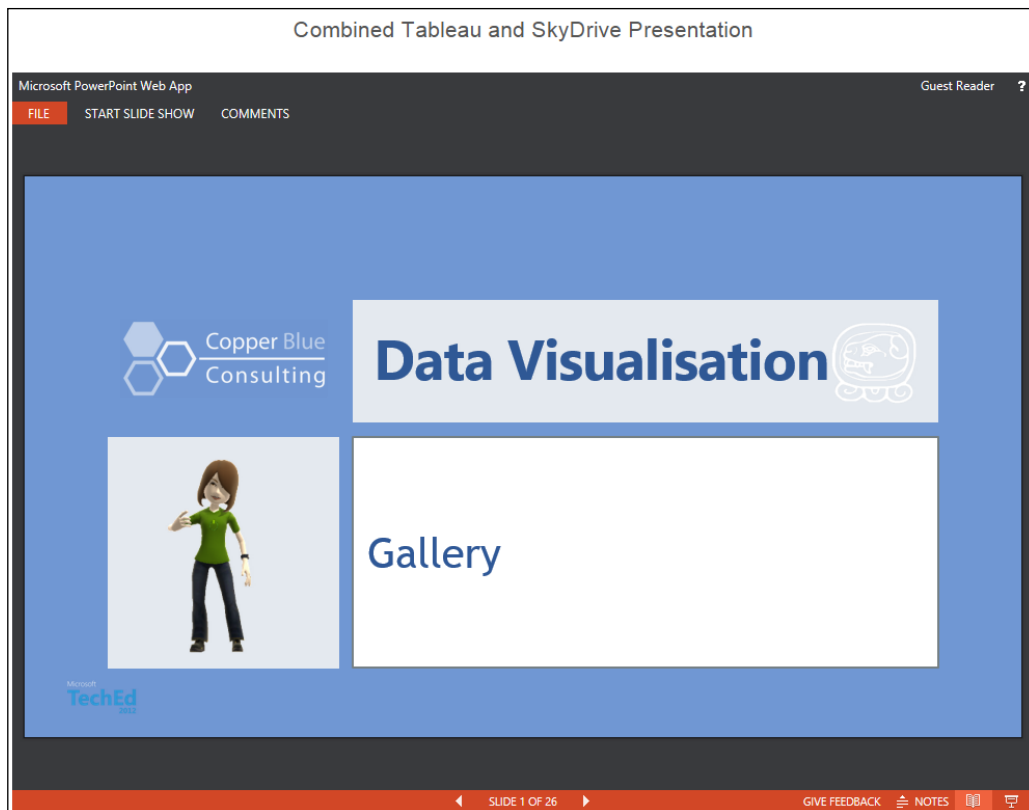 Combined Tableau and SkyDrive Presentation
Microsoft PowerPoint Web App Guest Reader ?
FILE START SLIDE SHOW COMMENTS
Copper Blue
Consulting
Data Visualisation
Gallery
Microsoft
TechEd
2012
SLIDE 1 OF 26 GIVE FEEDBACK NOTES